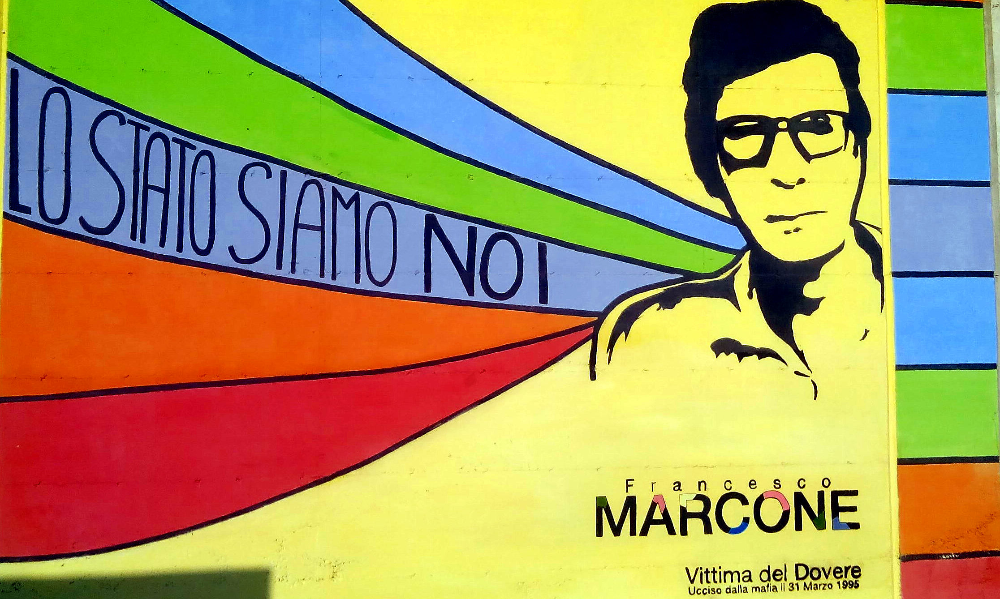 LO STATO SIAMO NOI
Francesco
MARCONE
Vittima del Dovere
Ucciso dalla mafia il 31 Marzo 1995